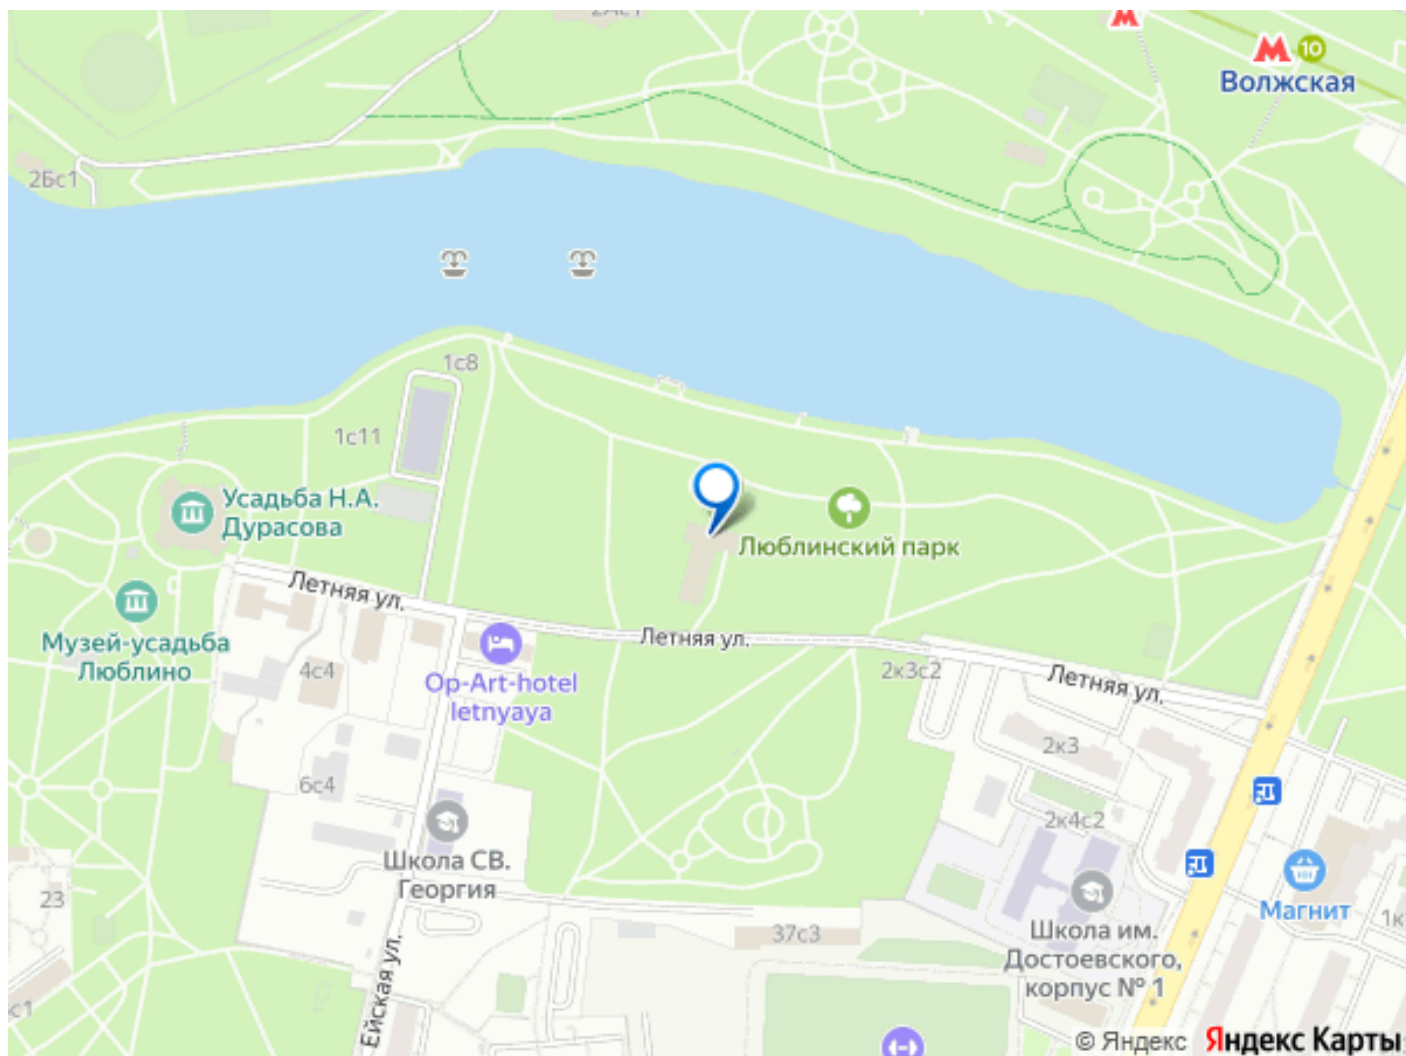 10
Волжская
2Бс1
1с8
1с11
Усадьба Н.А.
Дурасова
Люблинский парк
Летняя ул.
Музей-усадьба
Люблино
Летняя ул.
4с4
Op-Art-hotel
letnyaya
2к3с2
Летняя ул.
2к3
6с4
2к4с2
Школа СВ.
Георгия
23
Магнит
37с3
Школа им.
Достоевского,
корпус № 1
Ейская ул.
© Яндекс
Яндекс Карты